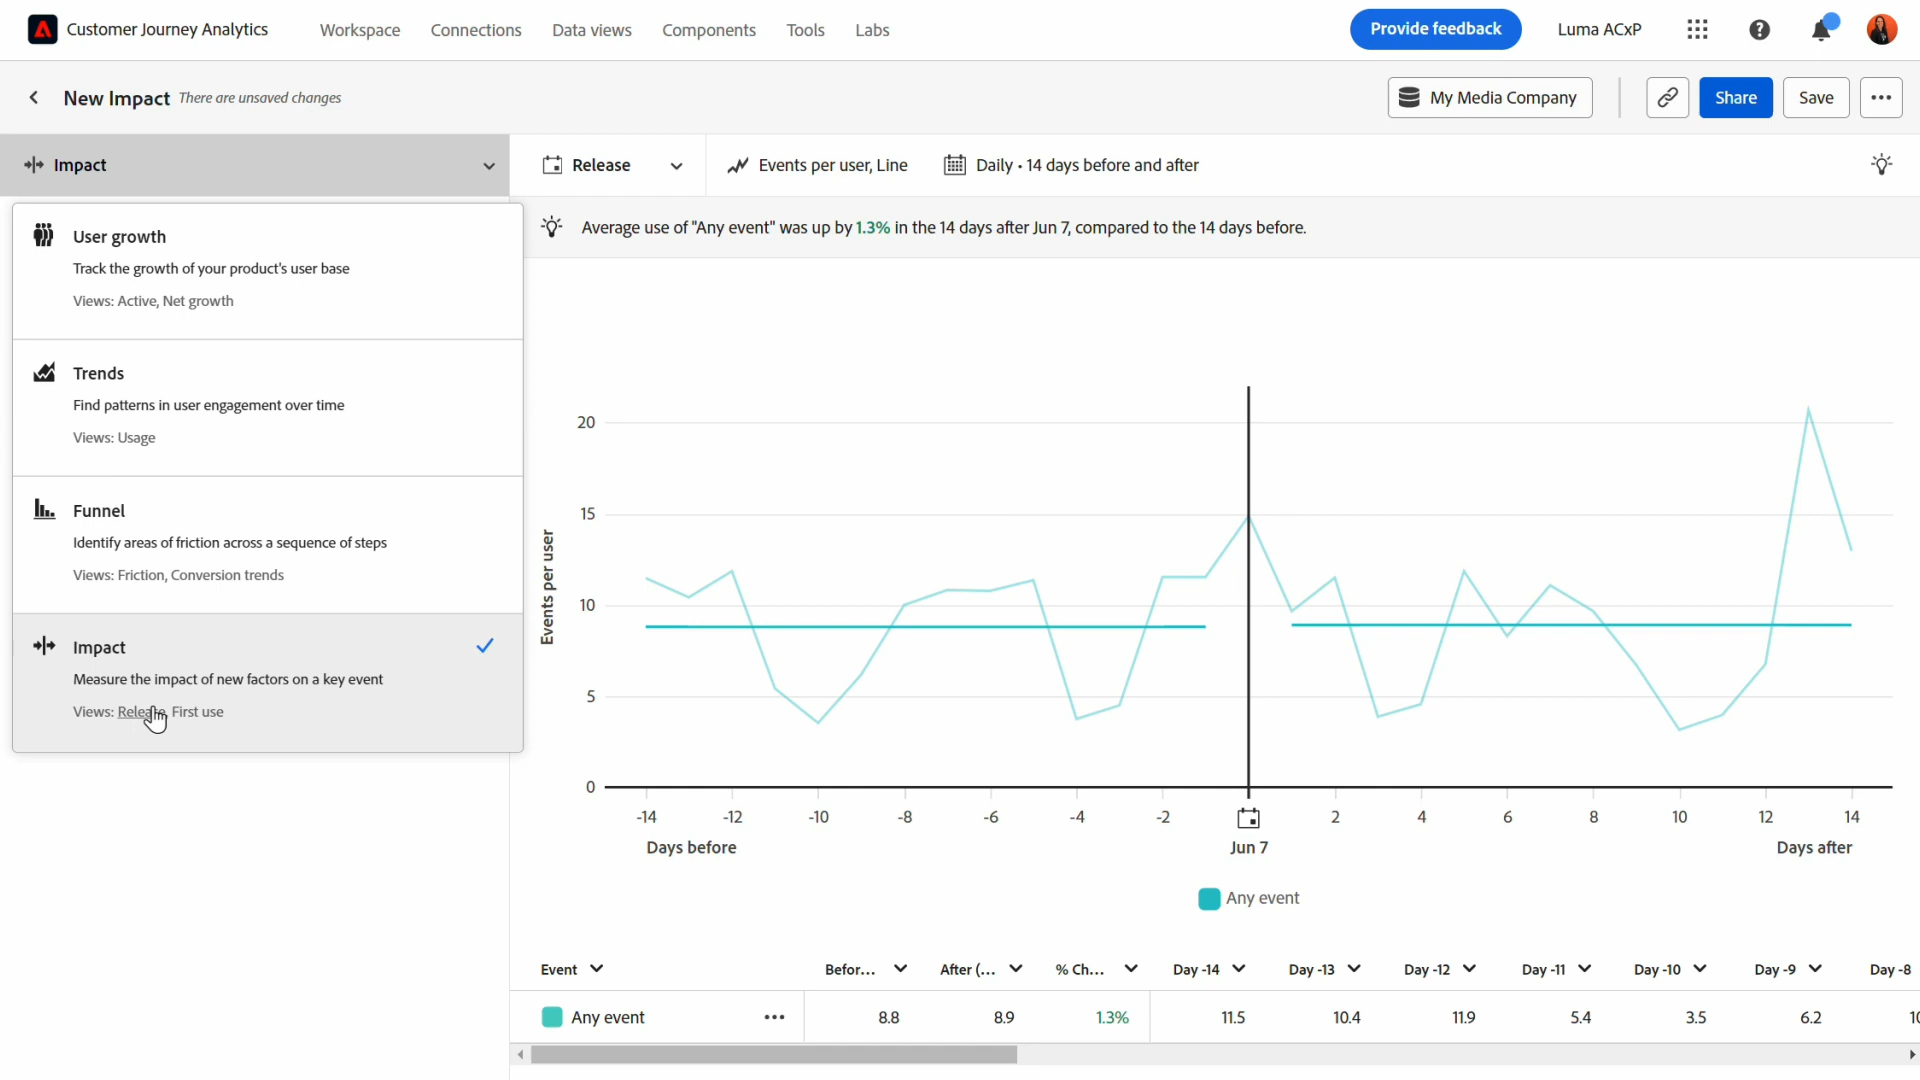 Customer Journey Analytics Workspace Connections Data views Components Tools Labs Provide feedback Luma ACxP
New Impact There are unsaved changes My Media Company Share Save
Impact Release Events per user, Line Daily • 14 days before and after
Average use of "Any event" was up by 1.3% in the 14 days after Jun 7, compared to the 14 days before.
User growth
Track the growth of your product's user base
Views: Active, Net growth
Trends
Find patterns in user engagement over time
Views: Usage
Funnel
Identify areas of friction across a sequence of steps
Views: Friction, Conversion trends
Impact
Measure the impact of new factors on a key event
Views: Release, First use
Events per user
20
15
10
5
0
-14 -12 -10 -8 -6 -4 -2 2 4 6 8 10 12 14
Days before Jun 7 Days after
Any event
Event Befor... After (... % Ch... Day -14 Day -13 Day -12 Day -11 Day -10 Day -9 Day -8
Any event 8.8 8.9 1.3% 11.5 10.4 11.9 5.4 3.5 6.2